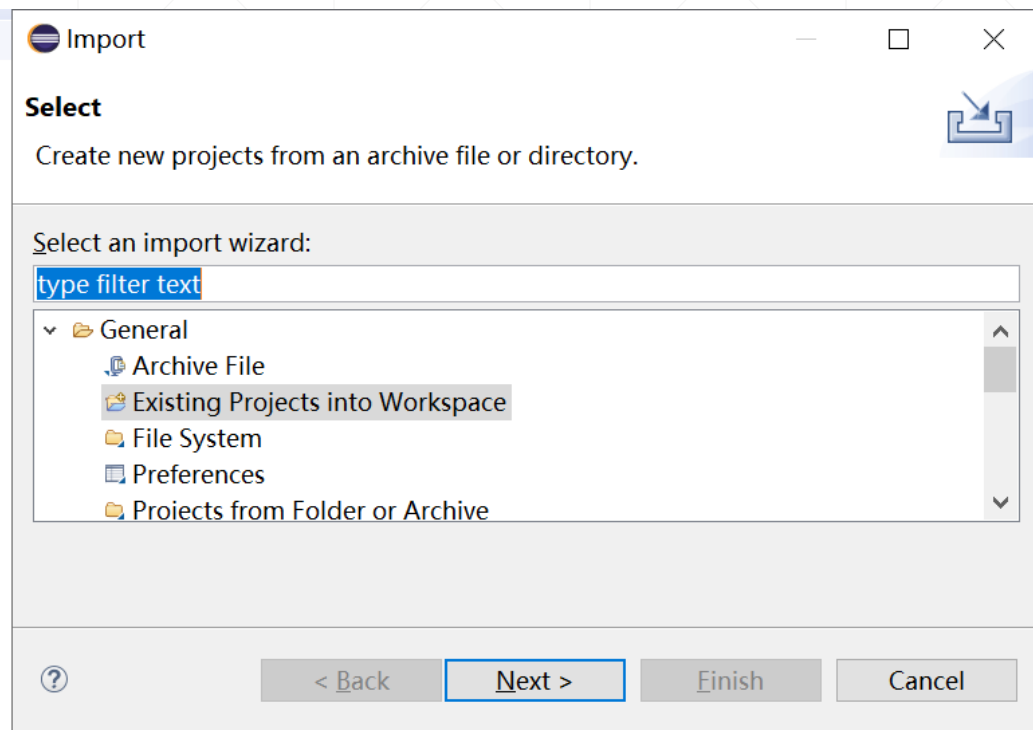 Import
Select
Create new projects from an archive file or directory.
Select an import wizard:
type filter text
General
Archive File
Existing Projects into Workspace
File System
Preferences
Projects from Folder or Archive
?
< Back
Next >
Finish
Cancel